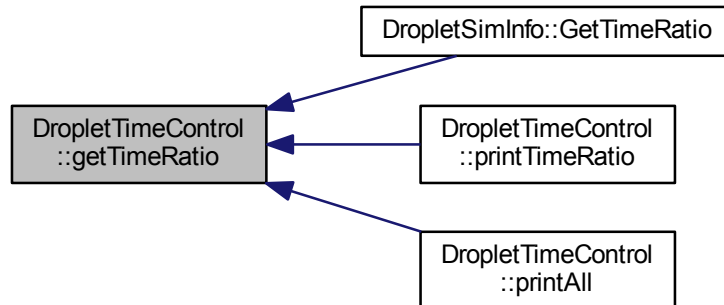 DropletSimInfo::GetTimeRatio
DropletTimeControl
::getTimeRatio
DropletTimeControl
::printTimeRatio
DropletTimeControl
::printAll